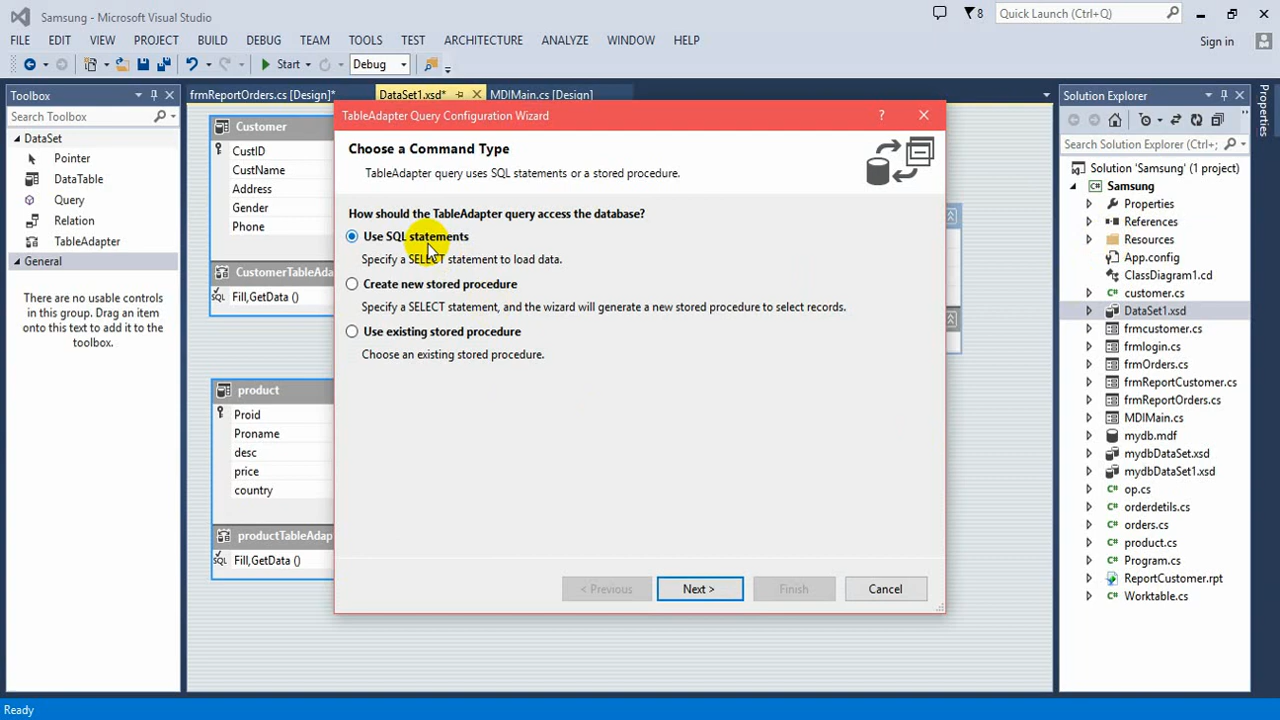 Samsung - Microsoft Visual Studio
8
Quick Launch (Ctrl+Q)
FILE EDIT VIEW PROJECT BUILD DEBUG TEAM TOOLS TEST ARCHITECTURE ANALYZE WINDOW HELP
Sign in
Start
Debug
Toolbox
Search Toolbox
DataSet
Pointer
DataTable
Query
Relation
TableAdapter
General
There are no usable controls
in this group. Drag an item
onto this text to add it to the
toolbox.
frmReportOrders.cs [Design]*
DataSet1.xsd*
MDIMain.cs [Design]
Customer
CustID
CustName
Address
Gender
Phone
CustomerTableAda
SQL Fill,GetData ()
product
Proid
Proname
desc
price
country
productTableAdap
SQL Fill,GetData ()
TableAdapter Query Configuration Wizard
?
Choose a Command Type
TableAdapter query uses SQL statements or a stored procedure.
How should the TableAdapter query access the database?
Use SQL statements
Specify a SELECT statement to load data.
Create new stored procedure
Specify a SELECT statement, and the wizard will generate a new stored procedure to select records.
Use existing stored procedure
Choose an existing stored procedure.
< Previous
Next >
Finish
Cancel
Solution Explorer
Search Solution Explorer (Ctrl+;)
Solution 'Samsung' (1 project)
C# Samsung
Properties
References
Resources
App.config
ClassDiagram1.cd
C# customer.cs
DataSet1.xsd
frmcustomer.cs
frmlogin.cs
frmOrders.cs
frmReportCustomer.cs
frmReportOrders.cs
MDIMain.cs
mydb.mdf
mydbDataSet.xsd
mydbDataSet1.xsd
C# op.cs
C# orderdetils.cs
C# orders.cs
C# product.cs
C# Program.cs
ReportCustomer.rpt
C# Worktable.cs
Properties
Ready